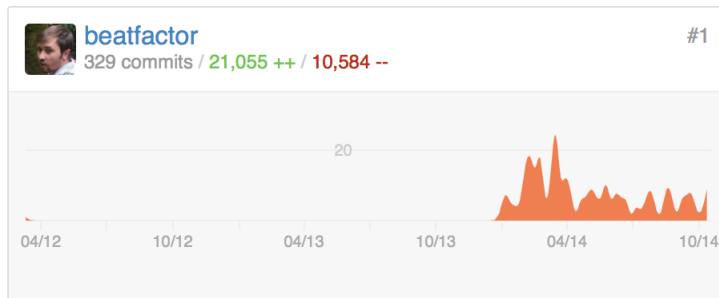 beatfactor #1
329 commits / 21,055 ++ / 10,584 --
20
04/12 10/12 04/13 10/13 04/14 10/14